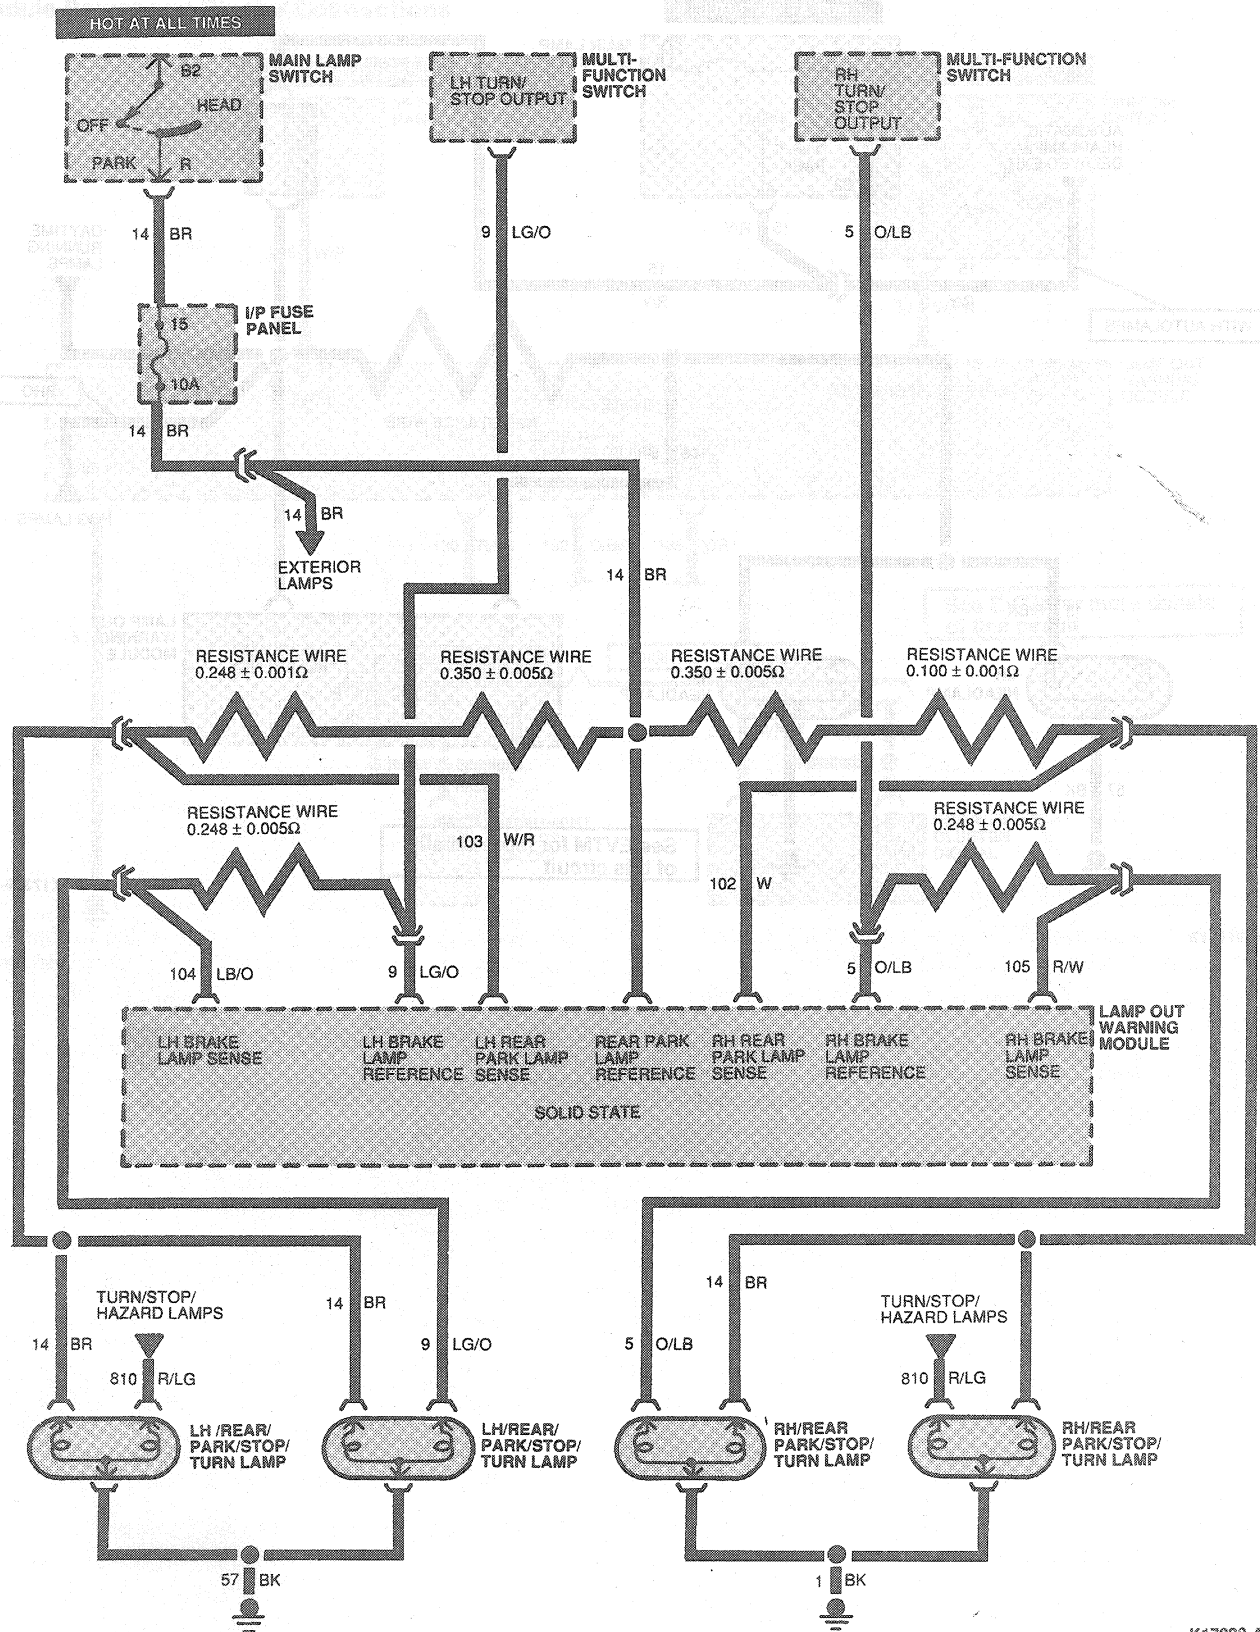 HOT AT ALL TIMES
MAIN LAMP
SWITCH
B2
HEAD
OFF
PARK
R
LH TURN/
STOP OUTPUT
MULTI-
FUNCTION
SWITCH
RH
TURN/
STOP
OUTPUT
MULTI-FUNCTION
SWITCH
14 BR
9 LG/O
5 O/LB
I/P FUSE
PANEL
15
10A
14 BR
14 BR
EXTERIOR
LAMPS
14 BR
RESISTANCE WIRE
0.248 ± 0.001Ω
RESISTANCE WIRE
0.350 ± 0.005Ω
RESISTANCE WIRE
0.350 ± 0.005Ω
RESISTANCE WIRE
0.100 ± 0.001Ω
RESISTANCE WIRE
0.248 ± 0.005Ω
RESISTANCE WIRE
0.248 ± 0.005Ω
103 W/R
102 W
104 LB/O
9 LG/O
5 O/LB
105 R/W
LAMP OUT
WARNING
MODULE
LH BRAKE
LAMP SENSE
LH BRAKE
LAMP
REFERENCE
LH REAR
PARK LAMP
SENSE
REAR PARK
LAMP
REFERENCE
RH REAR
PARK LAMP
SENSE
RH BRAKE
LAMP
REFERENCE
RH BRAKE
LAMP
SENSE
SOLID STATE
TURN/STOP/
HAZARD LAMPS
14 BR
810 R/LG
14 BR
9 LG/O
5 O/LB
14 BR
TURN/STOP/
HAZARD LAMPS
810 R/LG
LH /REAR/
PARK/STOP/
TURN LAMP
LH/REAR/
PARK/STOP/
TURN LAMP
RH/REAR
PARK/STOP/
TURN LAMP
RH/REAR
PARK/STOP/
TURN LAMP
57 BK
1 BK